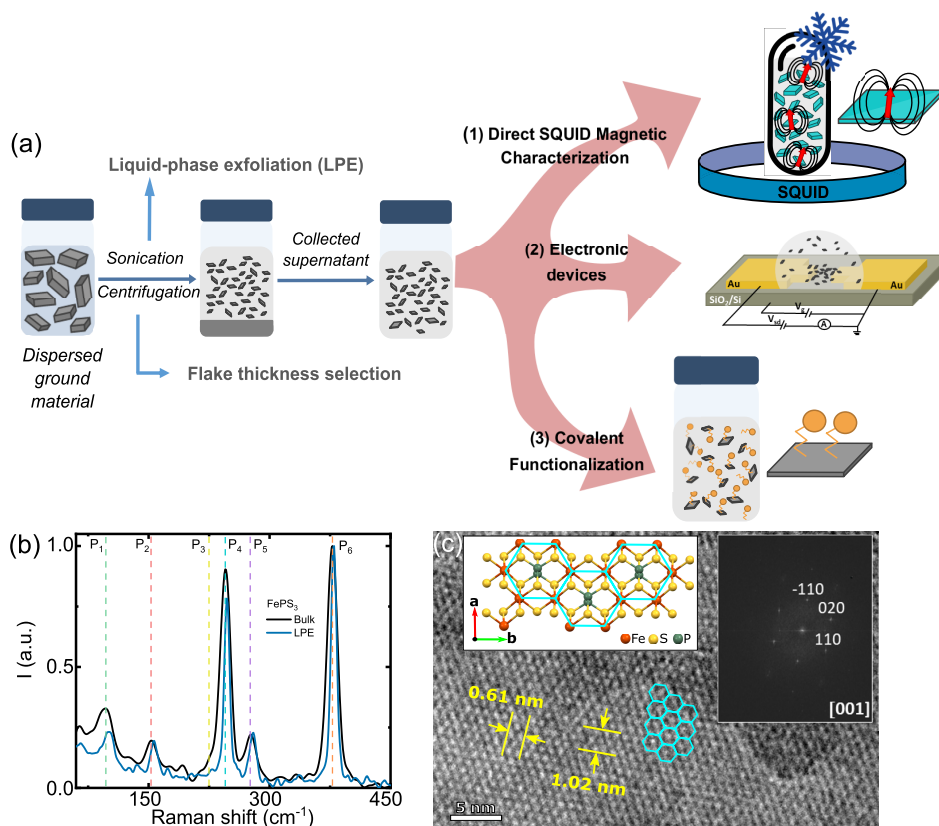 (a)
Liquid-phase exfoliation (LPE)
Sonication
Centrifugation
Collected
supernatant
Dispersed
ground
material
Flake thickness selection
(1) Direct SQUID Magnetic
Characterization
SQUID
(2) Electronic
devices
Au
Au
SiO₂/Si
Vg
Vsd
A
(3) Covalent
Functionalization
(b)
P₁ P₂ P₃ P₄ P₅ P₆
FePS₃
Bulk
LPE
I (a.u.)
1.0
0.5
0.0
150 300 450
Raman shift (cm⁻¹)
(c)
a
b
Fe S P
-110
020
110
[001]
0.61 nm
1.02 nm
5 nm